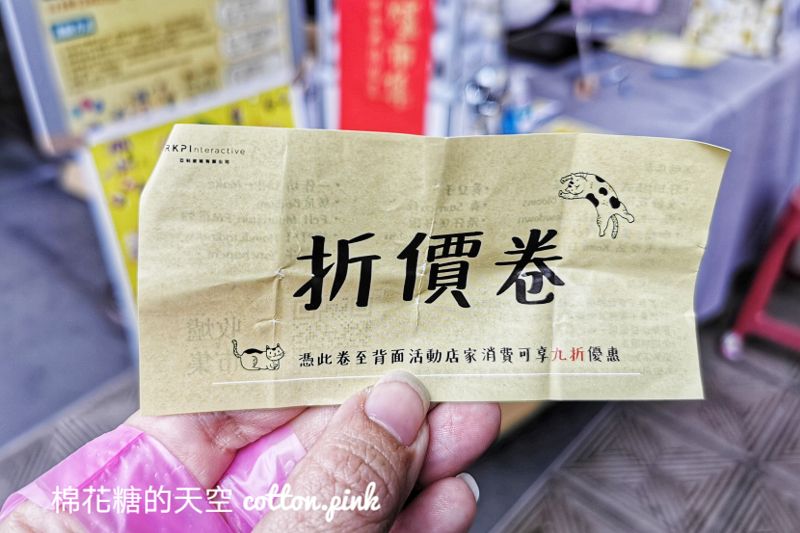 RKPInteractive
折價卷
憑此卷至背面活動店家消費可享九折優惠
棉花糖的天空 cotton.pink